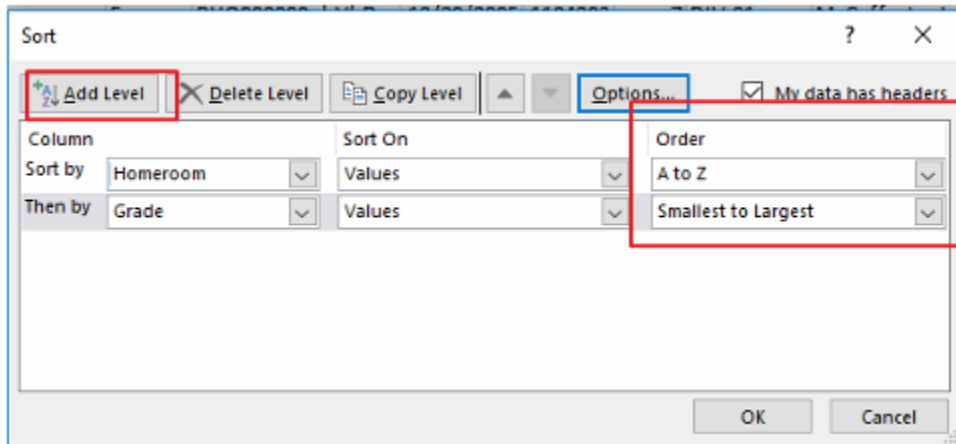 Sort ? ×
Add Level Delete Level Copy Level Options... My data has headers
Column Sort On Order
Sort by Homeroom Values A to Z
Then by Grade Values Smallest to Largest
OK Cancel